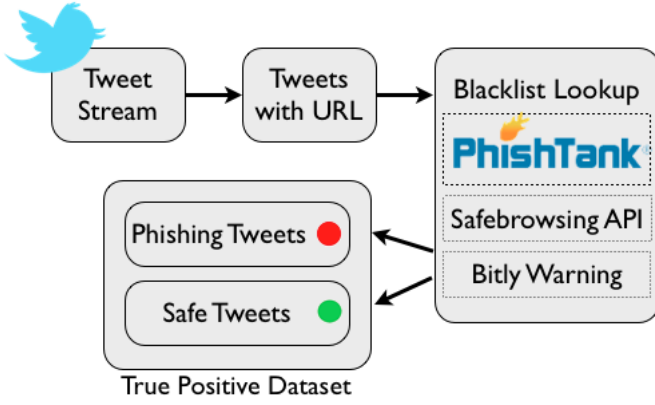 Tweet
Stream
Tweets
with URL
Blacklist Lookup
PhishTank®
Safebrowsing API
Bitly Warning
Phishing Tweets
Safe Tweets
True Positive Dataset